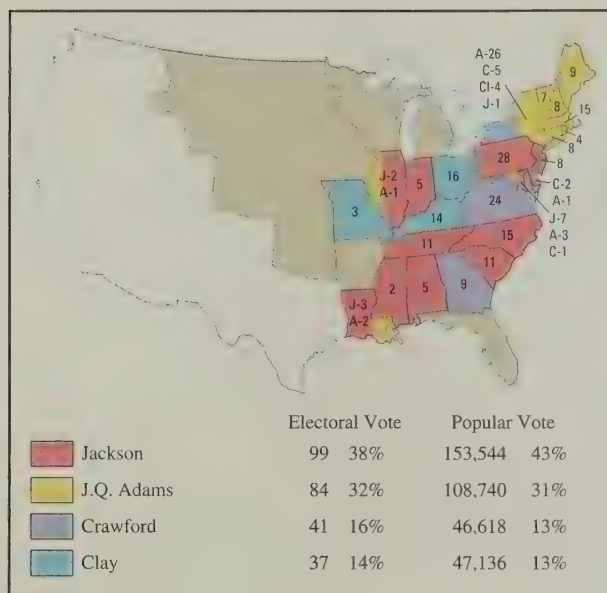 A-26
C-5
Cl-4
J-1
9
7
8
15
4
8
28
8
C-2
A-1
J-7
A-3
C-1
J-2
A-1
5
16
3
14
24
11
15
11
2
5
9
J-3
A-2
Electoral Vote Popular Vote
Jackson 99 38% 153,544 43%
J.Q. Adams 84 32% 108,740 31%
Crawford 41 16% 46,618 13%
Clay 37 14% 47,136 13%